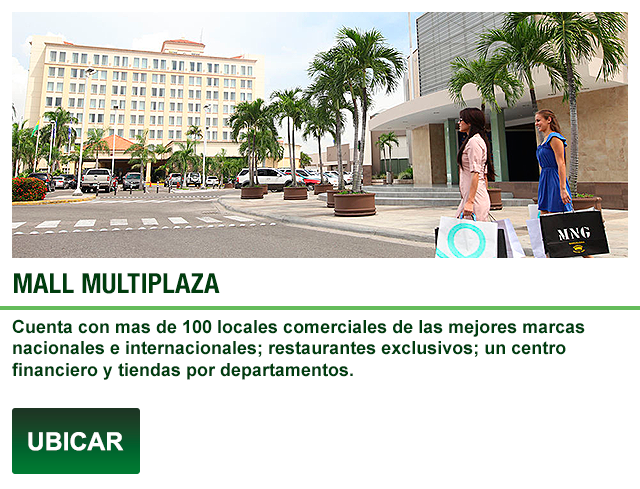 MNG
MALL MULTIPLAZA
Cuenta con mas de 100 locales comerciales de las mejores marcas
nacionales e internacionales; restaurantes exclusivos; un centro
financiero y tiendas por departamentos.
UBICAR